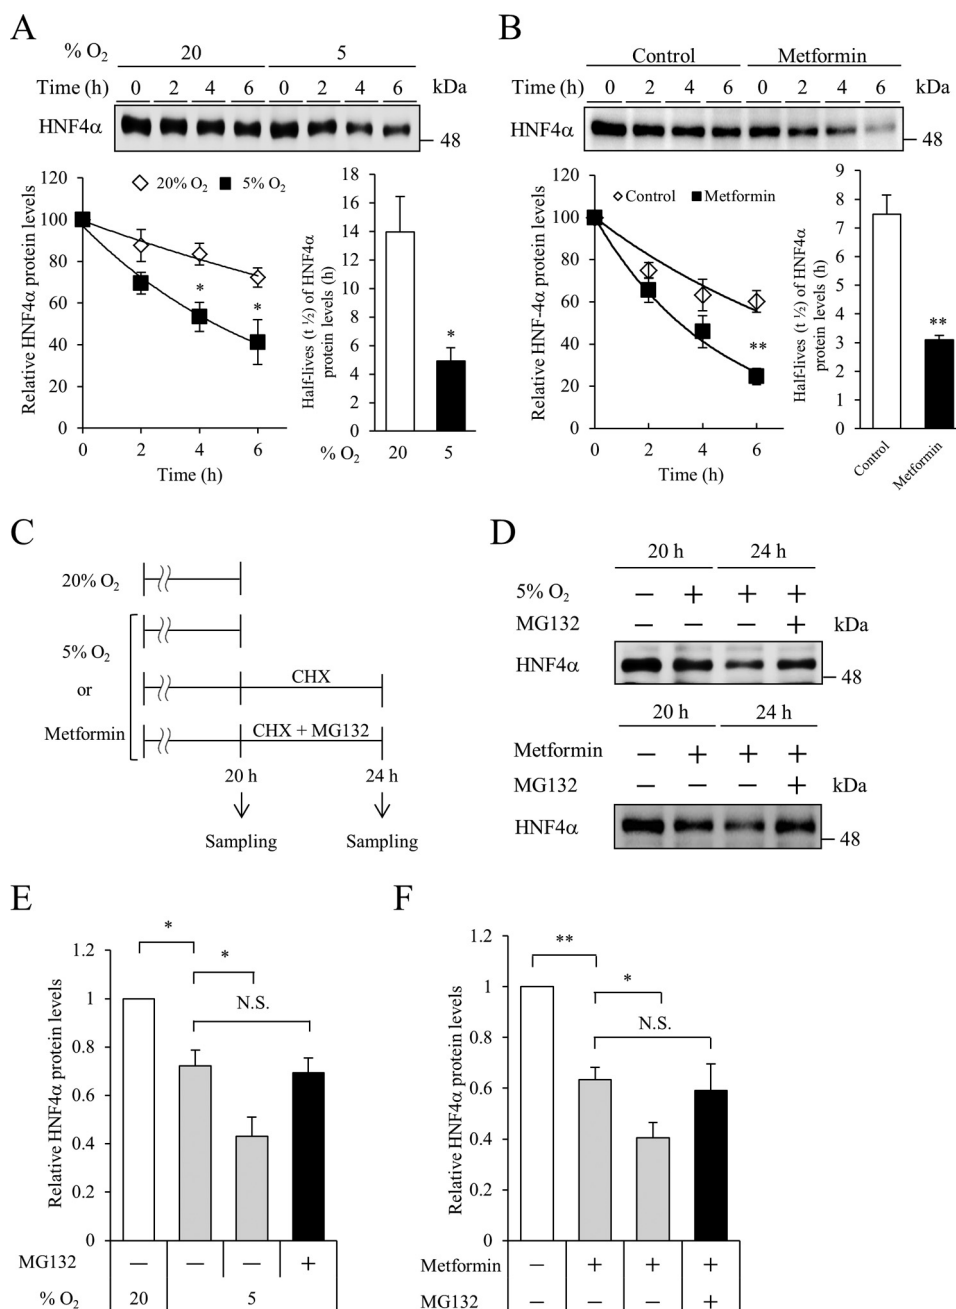 A
% O2 20 5
Time (h) 0 2 4 6 0 2 4 6 kDa
HNF4α
48
20% O2 5% O2
Relative HNF4α protein levels
120
100
80
60
40
20
0
* *
0 2 4 6
Time (h)
Half-lives (t ½) of HNF4α
protein levels (h)
18
16
14
12
10
8
6
4
2
0
*
% O2 20 5
B
Control Metformin
Time (h) 0 2 4 6 0 2 4 6 kDa
HNF4α
48
Control Metformin
Relative HNF-4α protein levels
120
100
80
60
40
20
0
**
0 2 4 6
Time (h)
Half-lives (t ½) of HNF4α
protein levels (h)
9
8
7
6
5
4
3
2
1
0
**
Control
Metformin
C
20% O2
5% O2
or
Metformin
CHX
CHX + MG132
20 h 24 h
Sampling Sampling
D
20 h 24 h
5% O2 − + + +
MG132 − − − + kDa
HNF4α
48
20 h 24 h
Metformin − + + +
MG132 − − − + kDa
HNF4α
48
E
Relative HNF4α protein levels
1.2
1
0.8
0.6
0.4
0.2
0
*
*
N.S.
MG132 − − − +
% O2 20 5
F
Relative HNF4α protein levels
1.2
1
0.8
0.6
0.4
0.2
0
**
*
N.S.
Metformin − + + +
MG132 − − − +